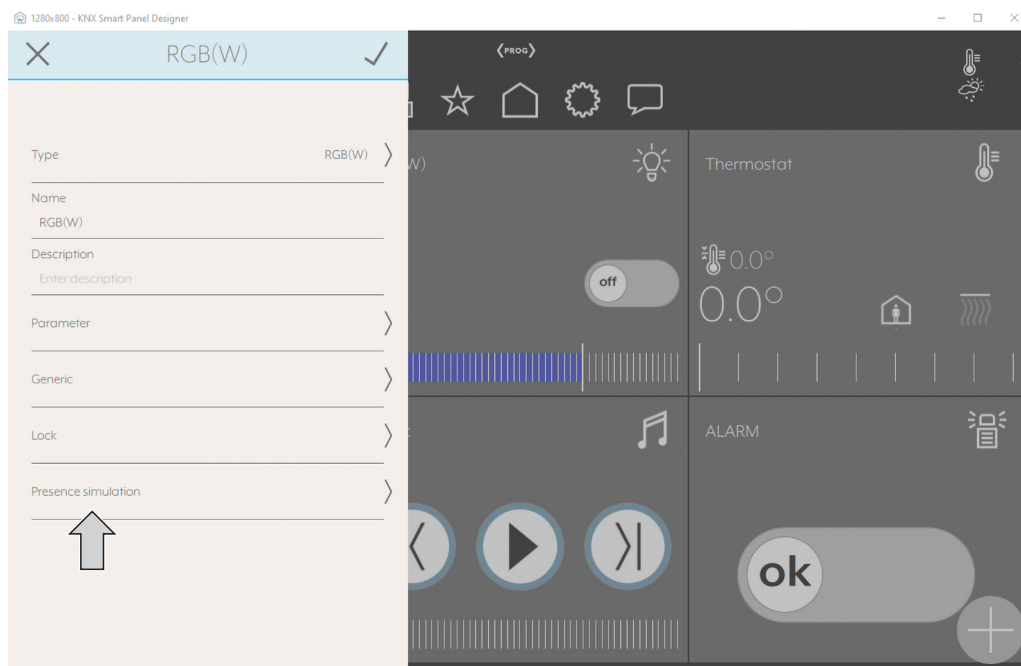 1280x800 - KNX Smart Panel Designer
RGB(W)
⟨PROG⟩
Type RGB(W)
Name
RGB(W)
Description
Enter description
Parameter
Generic
Lock
Presence simulation
W)
off
Thermostat
0.0°
0.0°
ALARM
ok